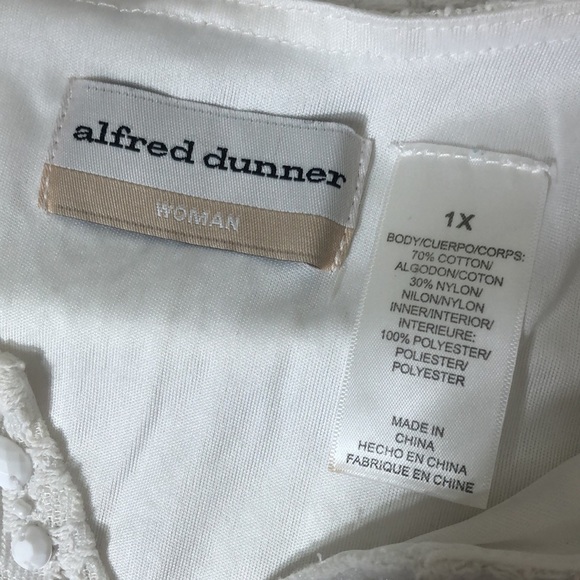 alfred dunner
WOMAN
1X
BODY/CUERPO/CORPS:
70% COTTON/
ALGODON/COTON
30% NYLON/
NILON/NYLON
INNER/INTERIOR/
INTERIEURE:
100% POLYESTER/
POLIESTER/
POLYESTER
MADE IN
CHINA
HECHO EN CHINA
FABRIQUE EN CHINE